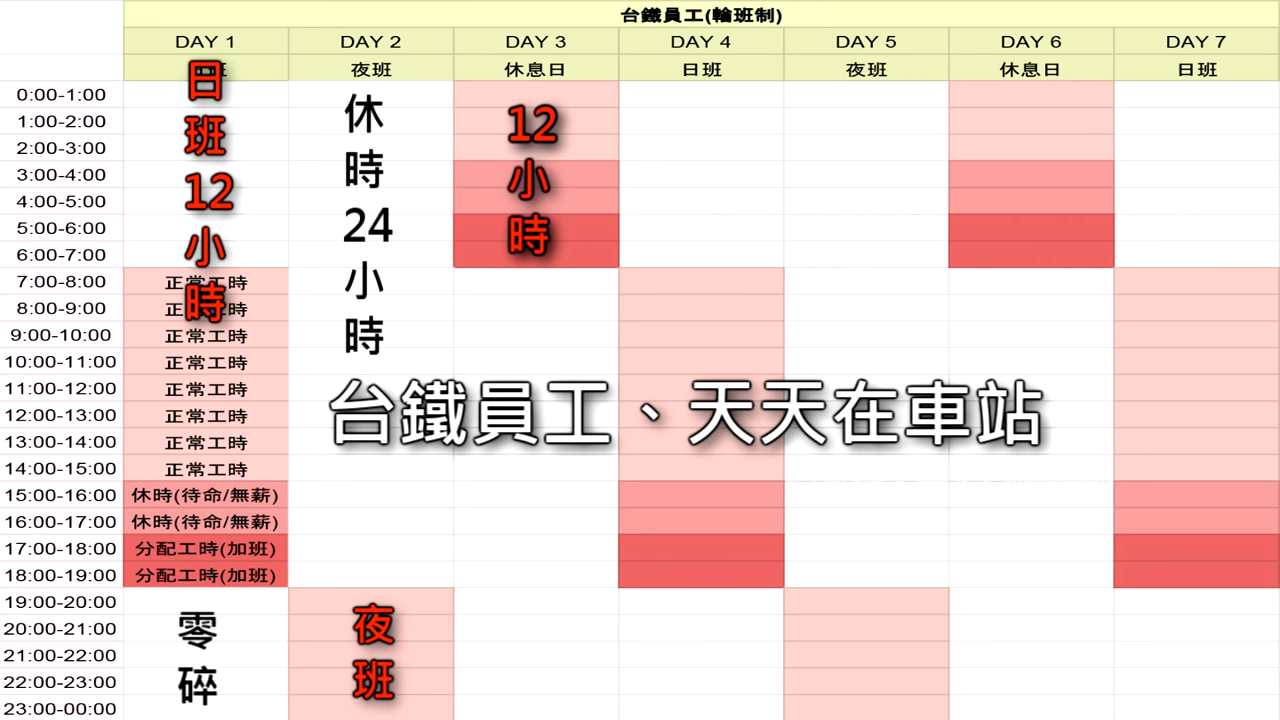 台鐵員工(輪班制)
DAY 1 DAY 2 DAY 3 DAY 4 DAY 5 DAY 6 DAY 7
夜班 休息日 日班 夜班 休息日 日班
0:00-1:00
1:00-2:00
2:00-3:00
3:00-4:00
4:00-5:00
5:00-6:00
6:00-7:00
7:00-8:00 正常工時
8:00-9:00 正常工時
9:00-10:00 正常工時
10:00-11:00 正常工時
11:00-12:00 正常工時
12:00-13:00 正常工時
13:00-14:00 正常工時
14:00-15:00 正常工時
15:00-16:00 休時(待命/無薪)
16:00-17:00 休時(待命/無薪)
17:00-18:00 分配工時(加班)
18:00-19:00 分配工時(加班)
19:00-20:00
20:00-21:00
21:00-22:00
22:00-23:00
23:00-00:00
日班12小時
休時24小時
12小時
台鐵員工、天天在車站
零碎
夜班